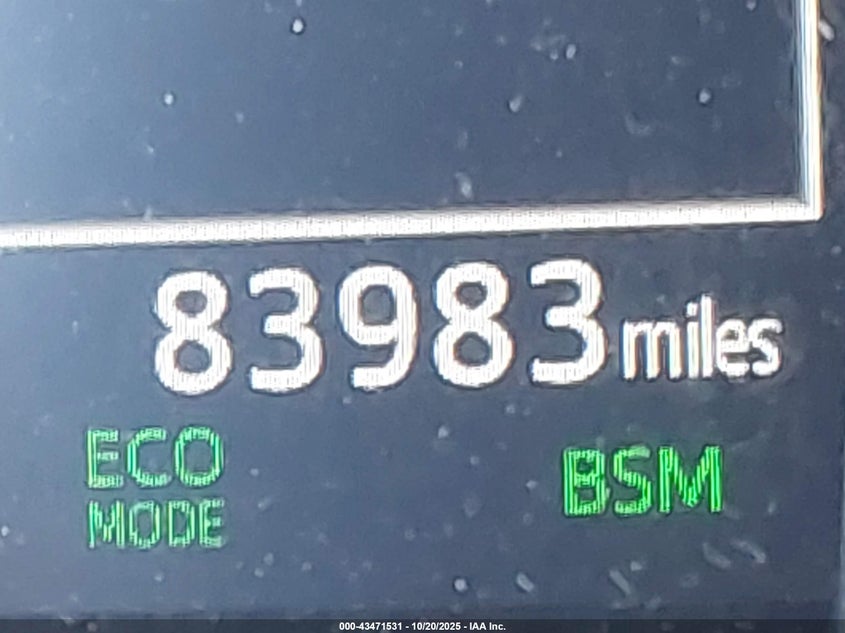 83983 miles
ECO BSM
MODE
000-43471531 - 10/20/2025 - IAA Inc.